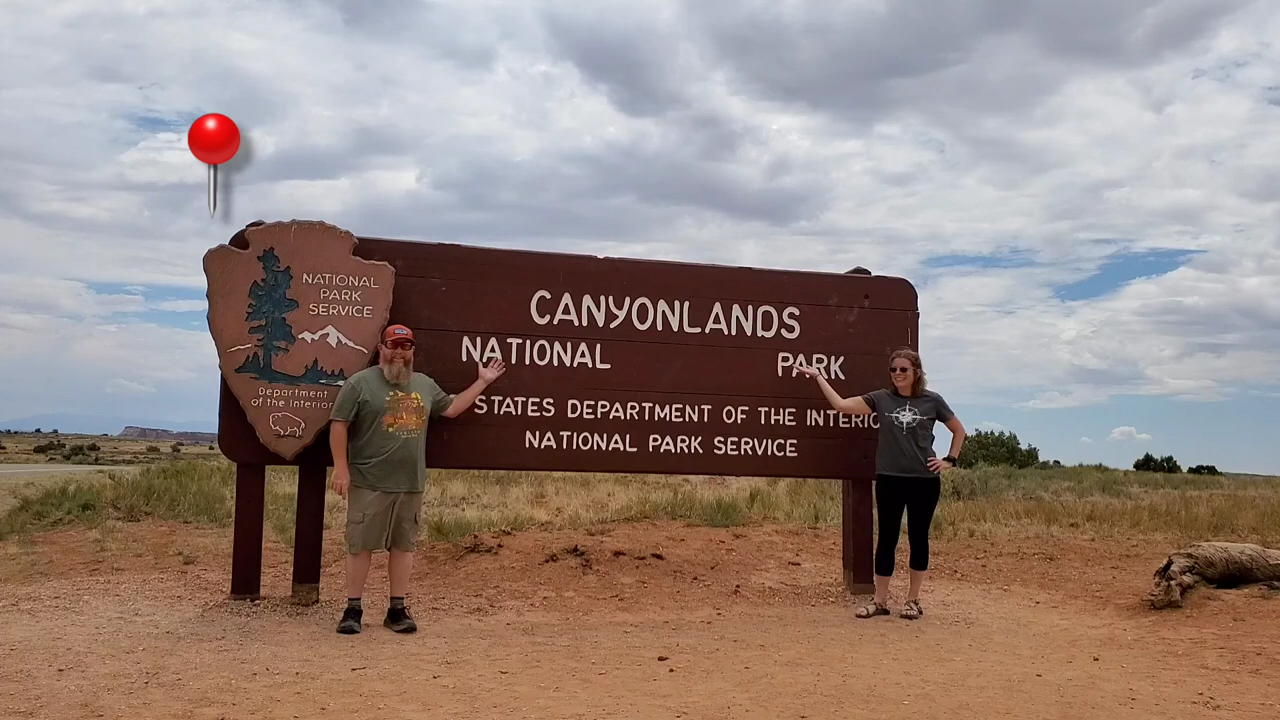 NATIONAL
PARK
SERVICE
Department
of the Interior
CANYONLANDS
NATIONAL PARK
STATES DEPARTMENT OF THE INTERIO
NATIONAL PARK SERVICE